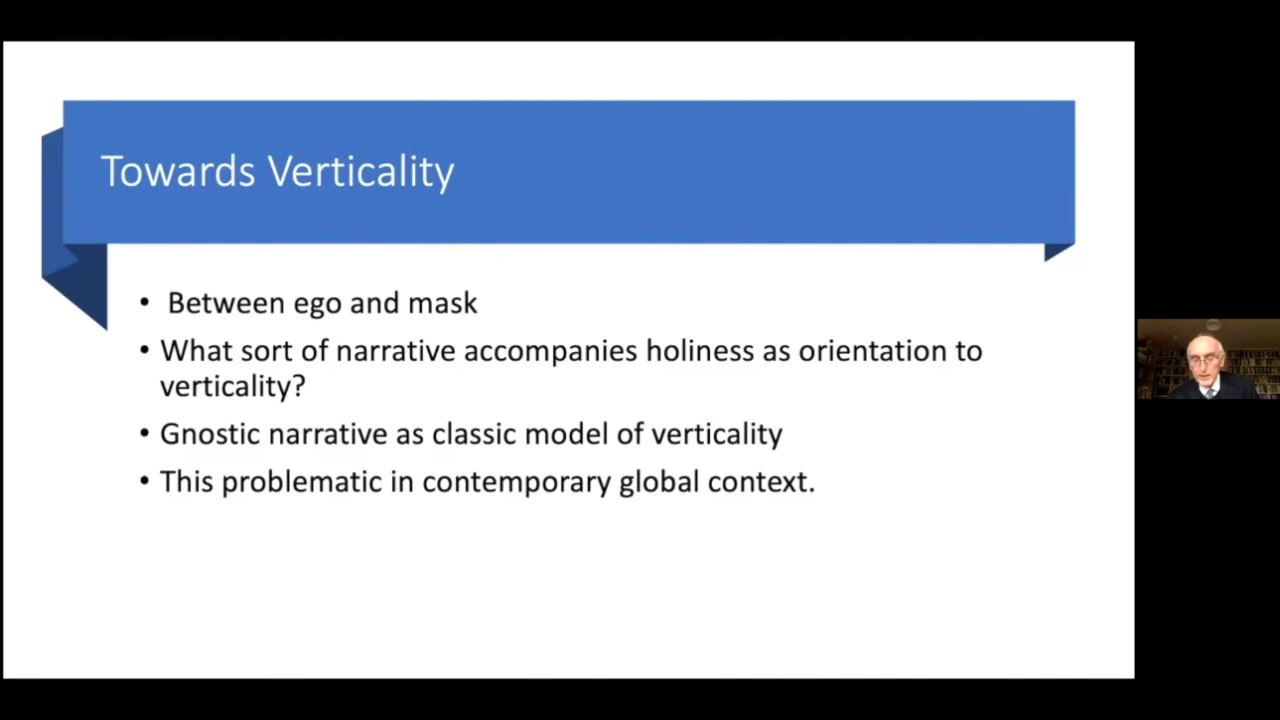 Towards Verticality
• Between ego and mask
• What sort of narrative accompanies holiness as orientation to
verticality?
• Gnostic narrative as classic model of verticality
• This problematic in contemporary global context.